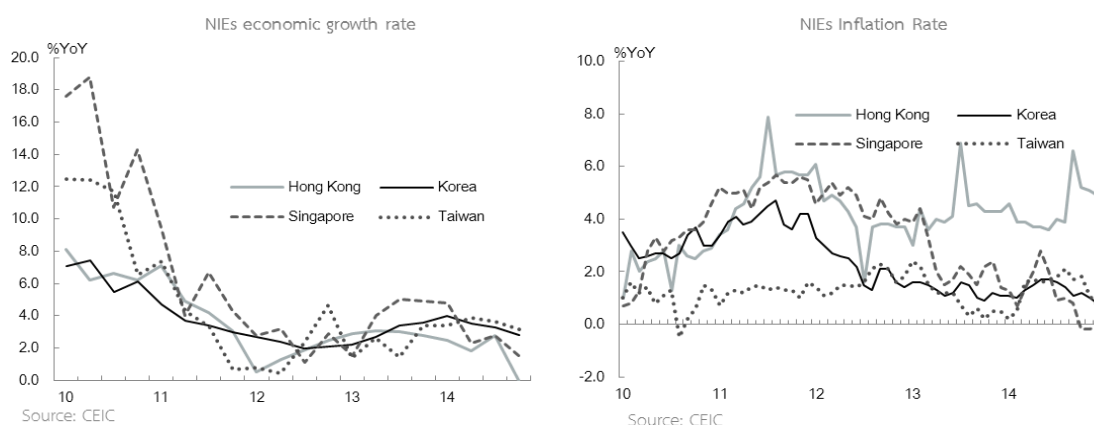 NIEs economic growth rate
%YoY
20.0
18.0
16.0
14.0
12.0
10.0
8.0
6.0
4.0
2.0
0.0
Hong Kong
Korea
Singapore
Taiwan
10 11 12 13 14
Source: CEIC
NIEs Inflation Rate
%YoY
10.0
8.0
6.0
4.0
2.0
0.0
-2.0
Hong Kong
Korea
Singapore
Taiwan
10 11 12 13 14
Source: CEIC